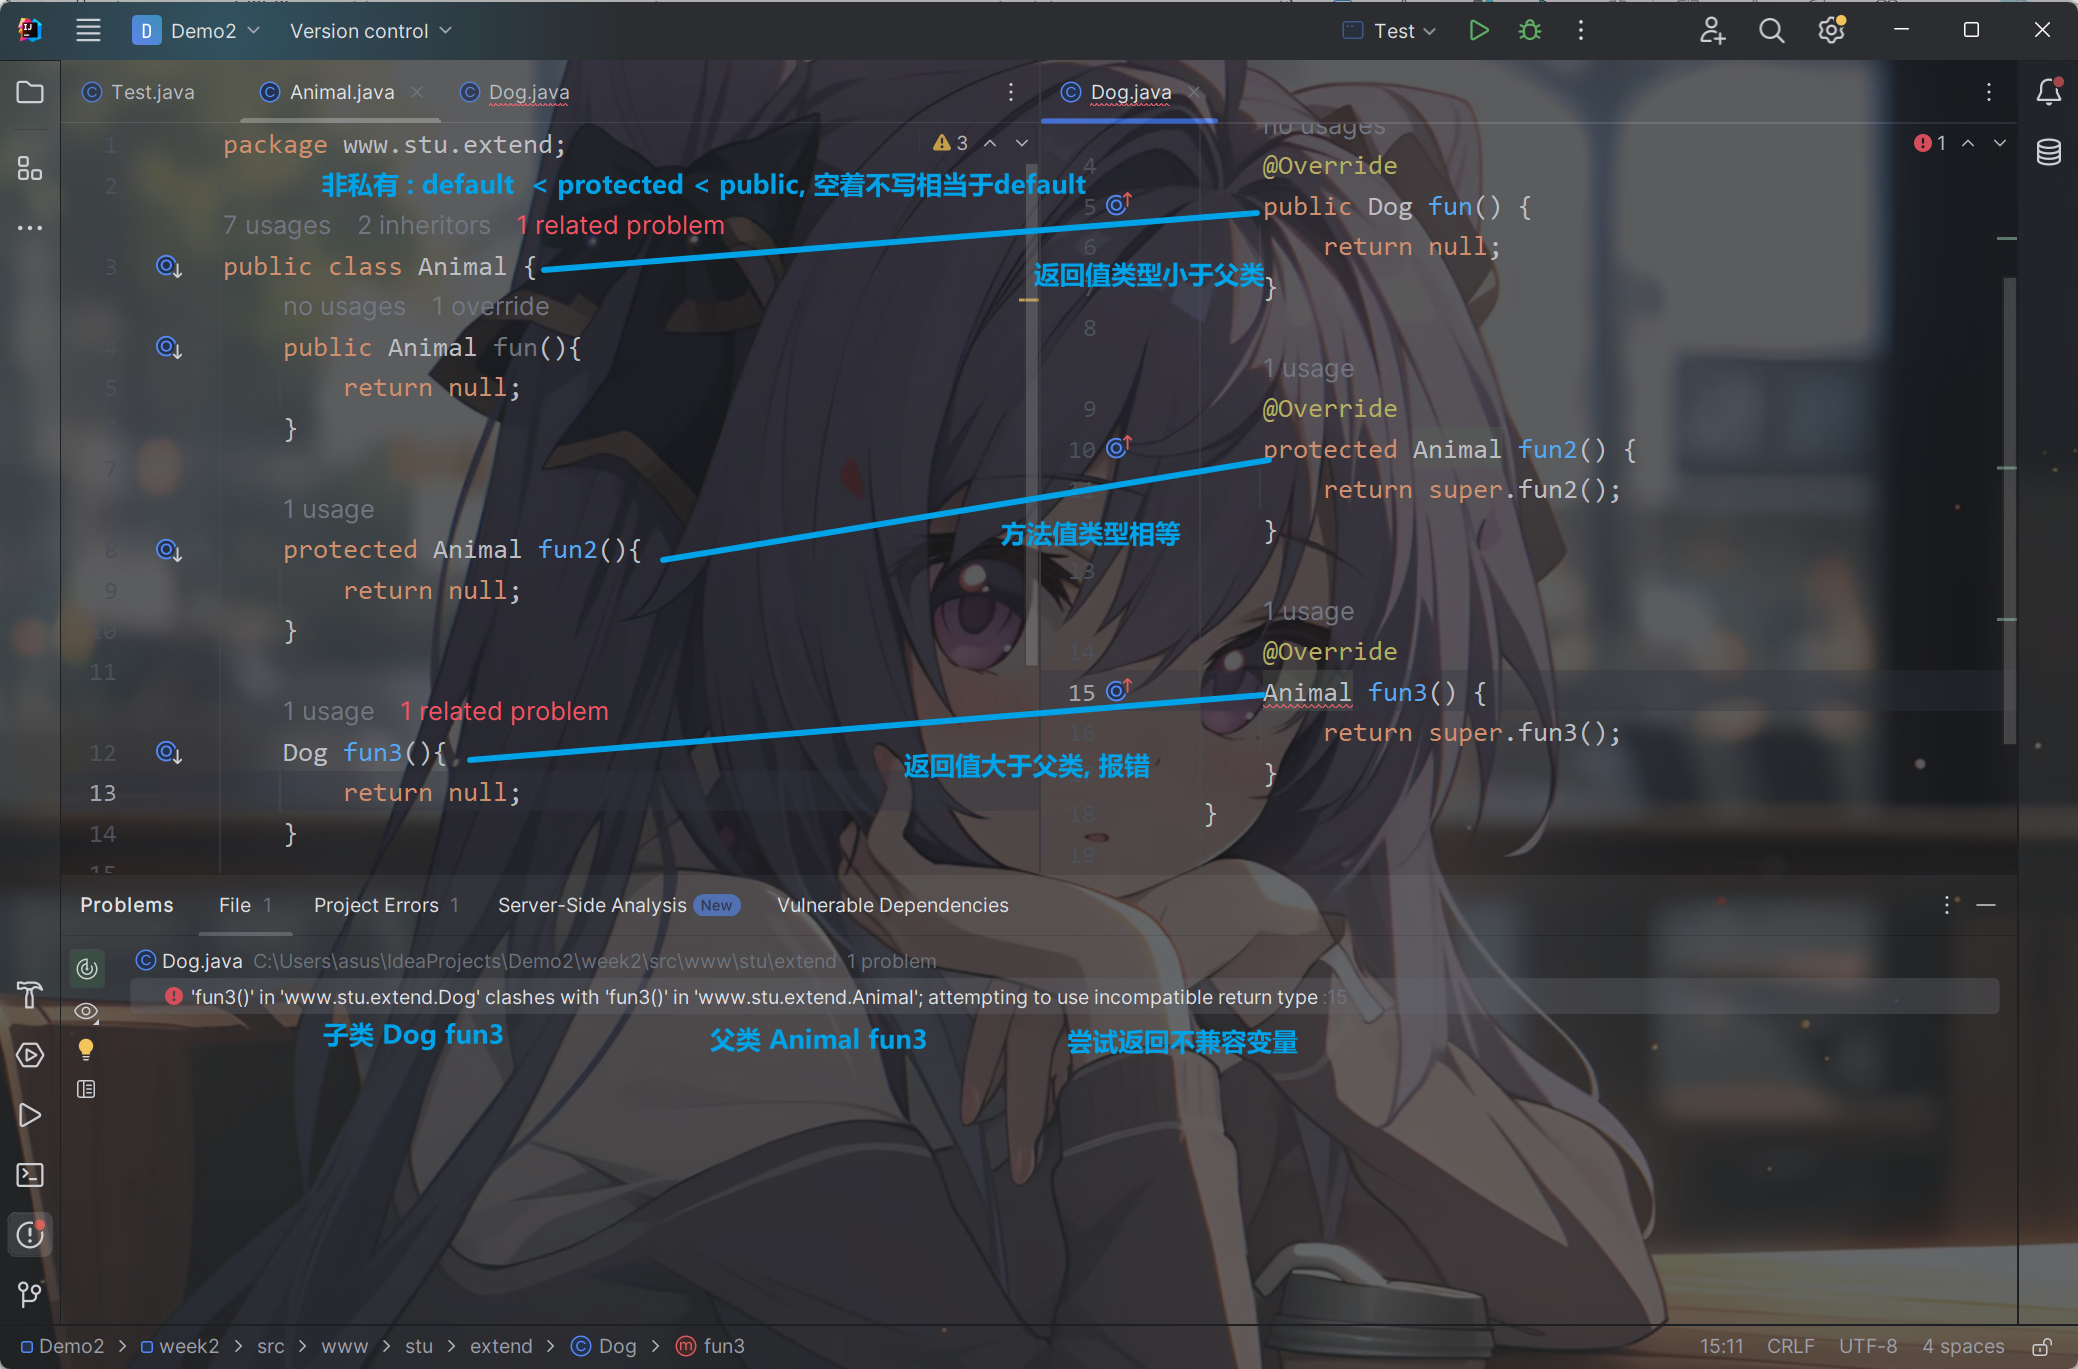 Demo2
Version control
Test
Test.java
Animal.java
Dog.java
3
1 package www.stu.extend;
2
非私有 : default < protected < public, 空着不写相当于default
7 usages 2 inheritors 1 related problem
3 public class Animal {
no usages 1 override
4 public Animal fun(){
5 return null;
}
7
1 usage
8 protected Animal fun2(){
9 return null;
10 }
11
1 usage 1 related problem
12 Dog fun3(){
13 return null;
14 }
15
Dog.java
1
no usages
4 @Override
5 public Dog fun() {
6 return null;
7 }
返回值类型小于父类
8
1 usage
9 @Override
10 protected Animal fun2() {
11 return super.fun2();
}
方法值类型相等
13
1 usage
14 @Override
15 Animal fun3() {
16 return super.fun3();
}
返回值大于父类, 报错
18 }
19
Problems File 1 Project Errors 1 Server-Side Analysis New Vulnerable Dependencies
Dog.java C:\Users\asus\IdeaProjects\Demo2\week2\src\www\stu\extend 1 problem
'fun3()' in 'www.stu.extend.Dog' clashes with 'fun3()' in 'www.stu.extend.Animal'; attempting to use incompatible return type :15
子类 Dog fun3 父类 Animal fun3 尝试返回不兼容变量
Demo2 > week2 > src > www > stu > extend > Dog > fun3
15:11 CRLF UTF-8 4 spaces